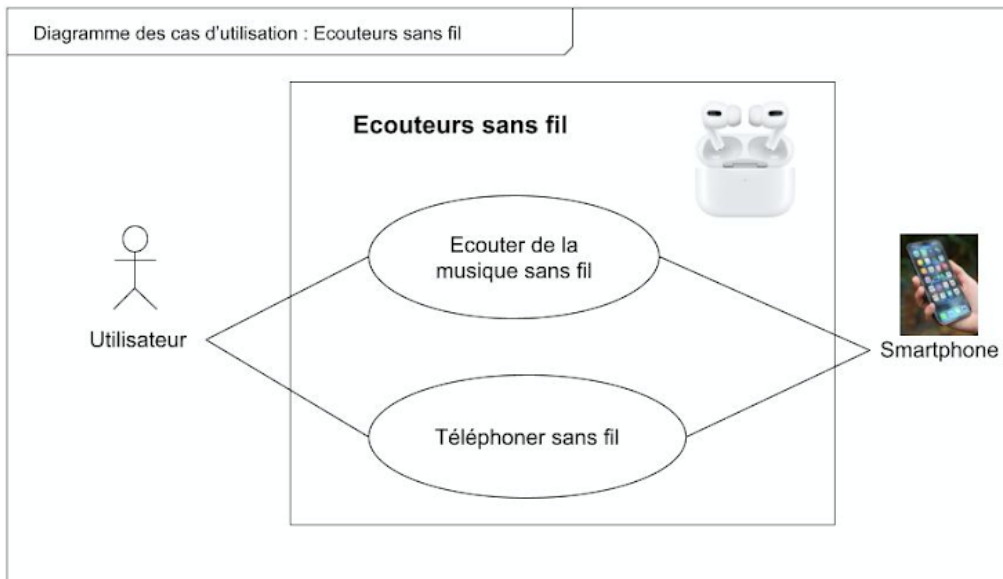 Diagramme des cas d'utilisation : Ecouteurs sans fil
Ecouteurs sans fil
Ecouter de la
musique sans fil
Utilisateur
Smartphone
Téléphoner sans fil